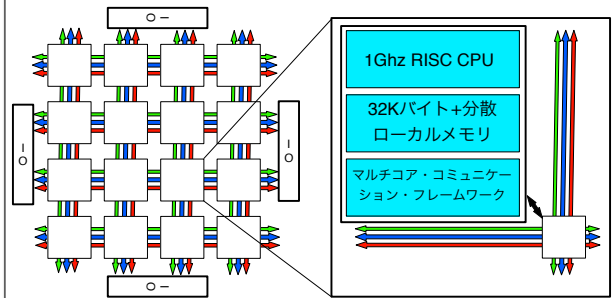 IO
1Ghz RISC CPU
32Kバイト+分散
ローカルメモリ
マルチコア・コミュニケー
ション・フレームワーク
IO
IO
IO